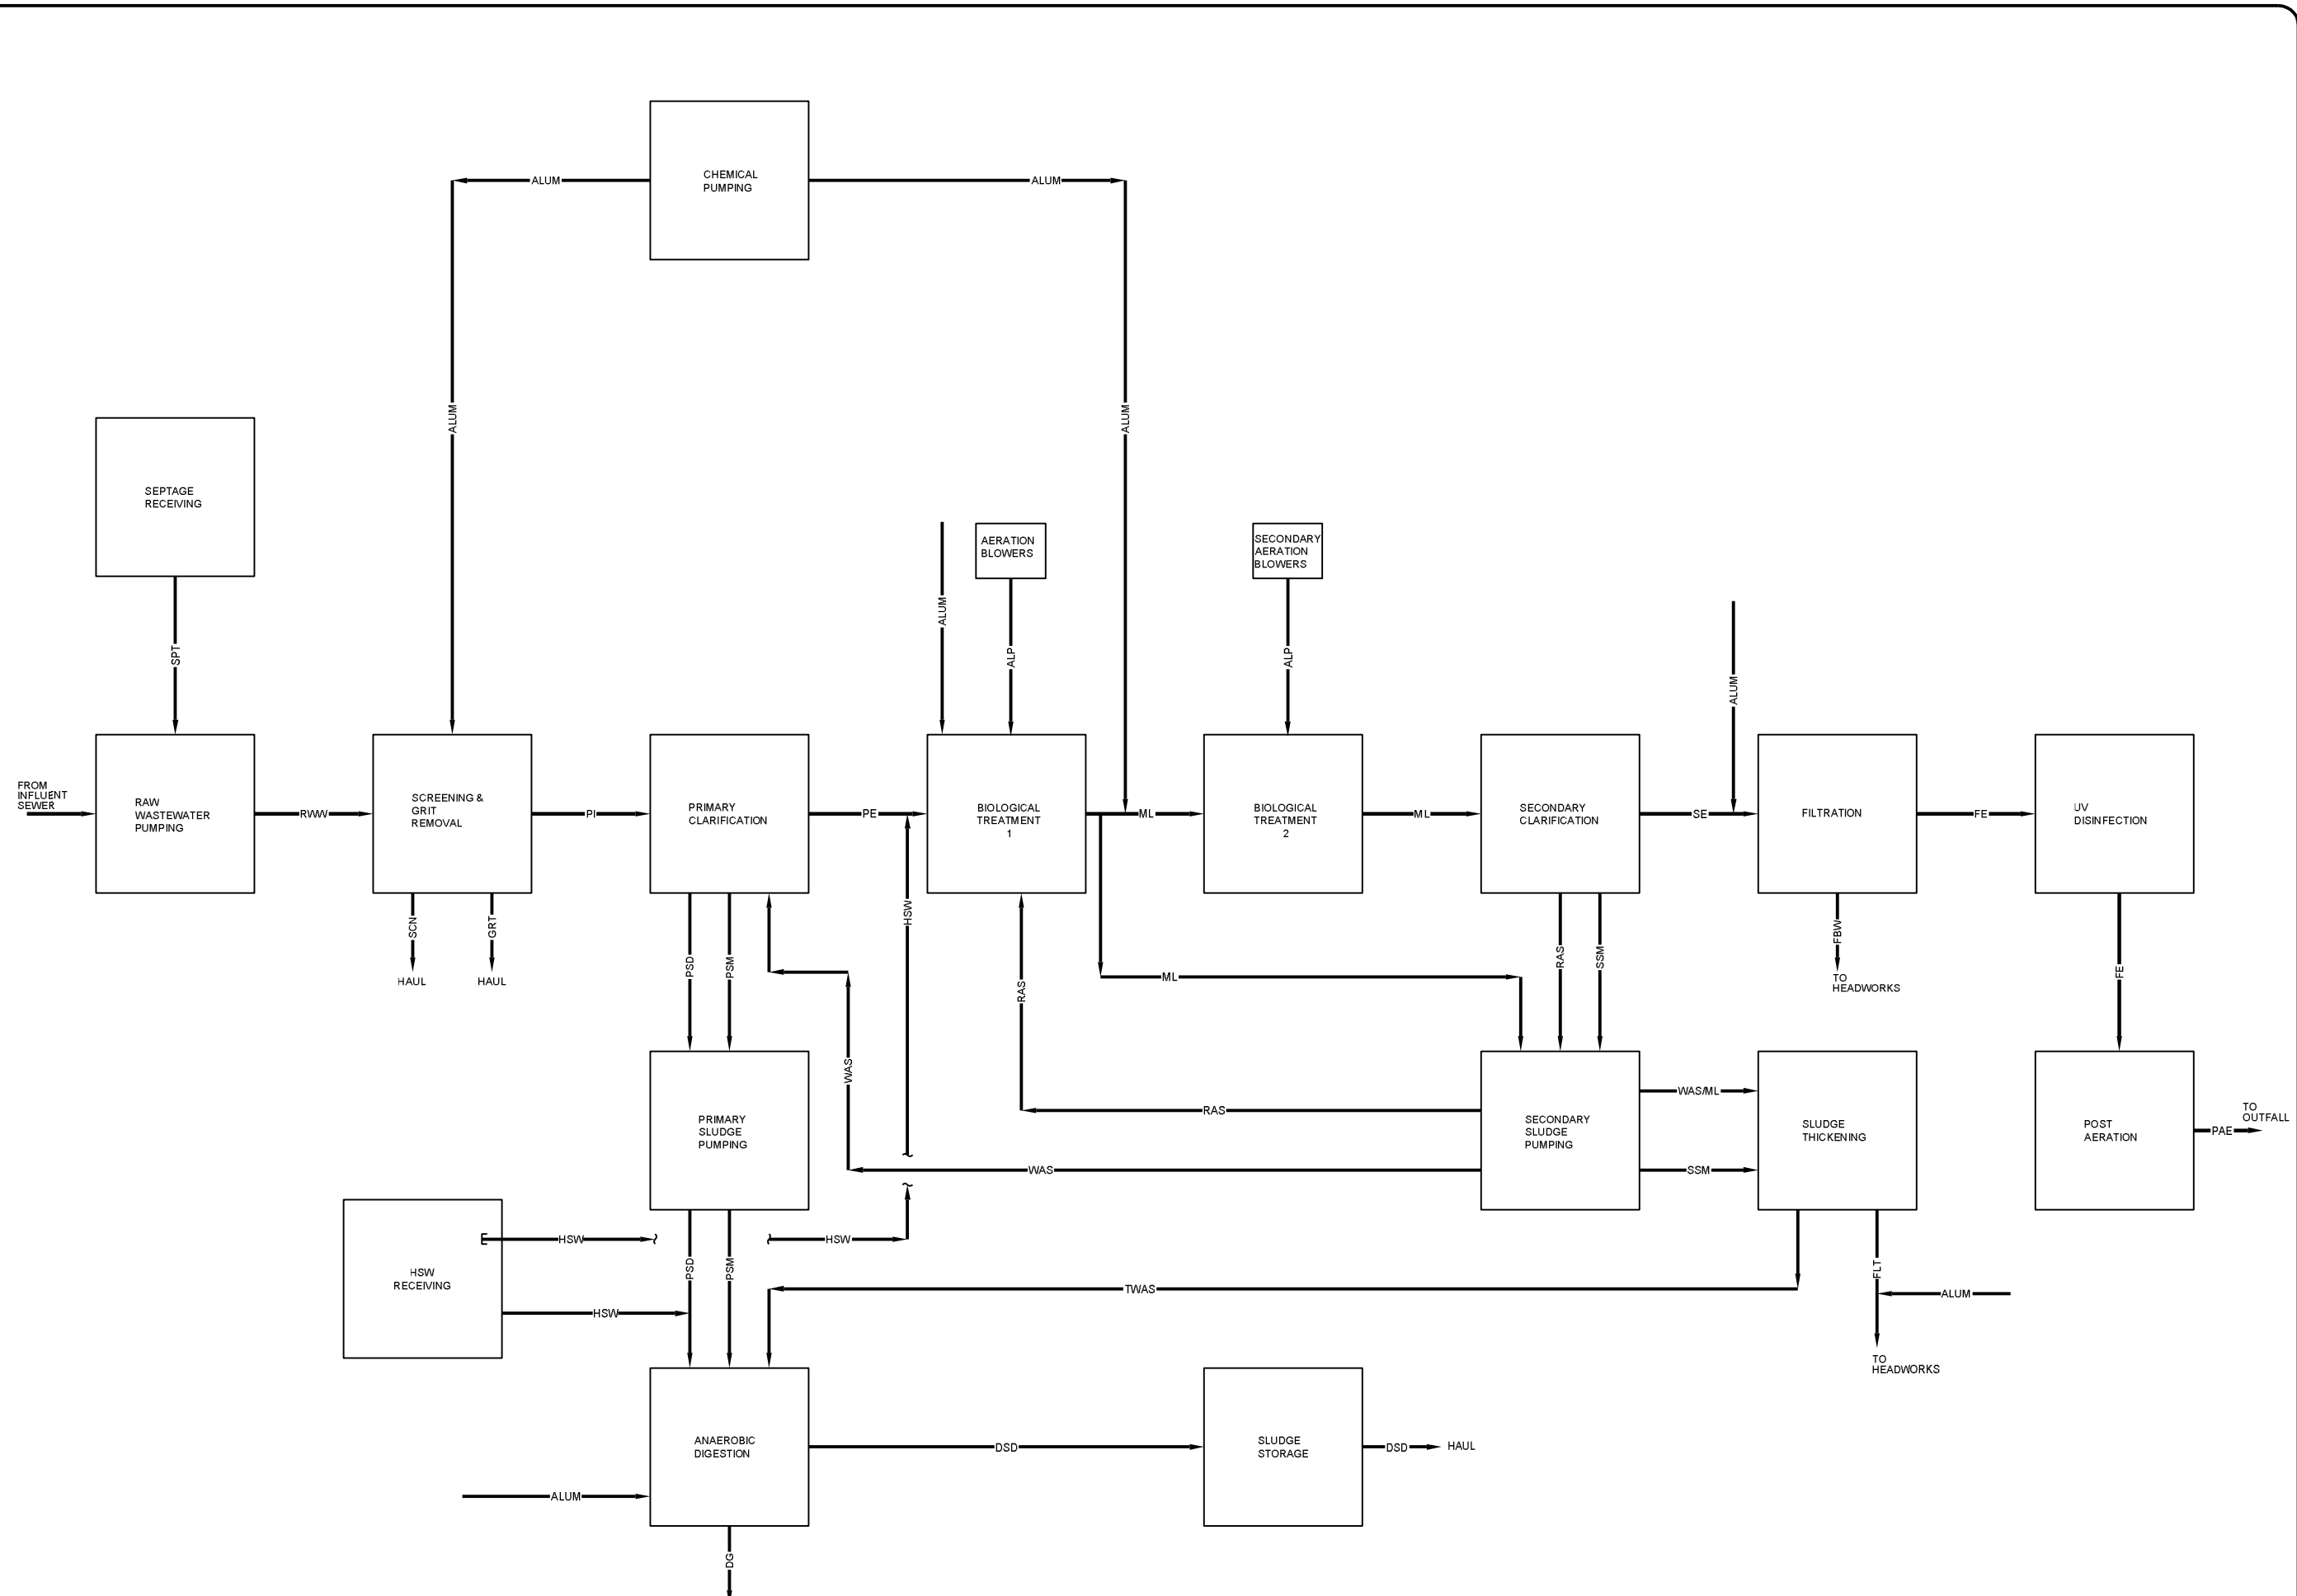 CHEMICAL
PUMPING
ALUM
ALUM
ALUM
ALUM
SEPTAGE
RECEIVING
AERATION
BLOWERS
SECONDARY
AERATION
BLOWERS
ALUM
SPT
ALP
ALP
ALUM
FROM
INFLUENT
SEWER
RAW
WASTEWATER
PUMPING
RWW
SCREENING &
GRIT
REMOVAL
PI
PRIMARY
CLARIFICATION
PE
BIOLOGICAL
TREATMENT
1
ML
BIOLOGICAL
TREATMENT
2
ML
SECONDARY
CLARIFICATION
SE
FILTRATION
FE
UV
DISINFECTION
SCN
GRT
HAUL
HAUL
PSD
PSM
HSW
RAS
ML
RAS
SSM
FBW
TO
HEADWORKS
FE
WAS
PRIMARY
SLUDGE
PUMPING
RAS
WAS
SECONDARY
SLUDGE
PUMPING
WAS/ML
SSM
SLUDGE
THICKENING
POST
AERATION
PAE
TO
OUTFALL
HSW
RECEIVING
HSW
HSW
HSW
PSD
PSM
TWAS
FLT
ALUM
TO
HEADWORKS
ANAEROBIC
DIGESTION
DSD
SLUDGE
STORAGE
DSD
HAUL
ALUM
DG